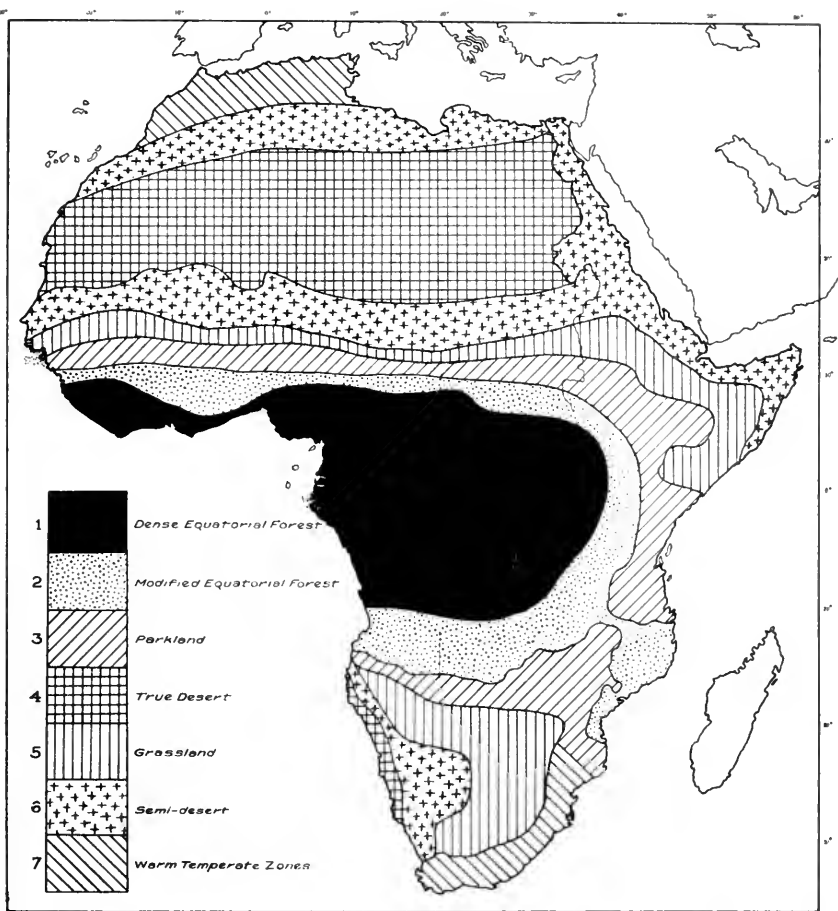 1 Dense Equatorial Forest
2 Modified Equatorial Forest
3 Parkland
4 True Desert
5 Grassland
6 Semi-desert
7 Warm Temperate Zones